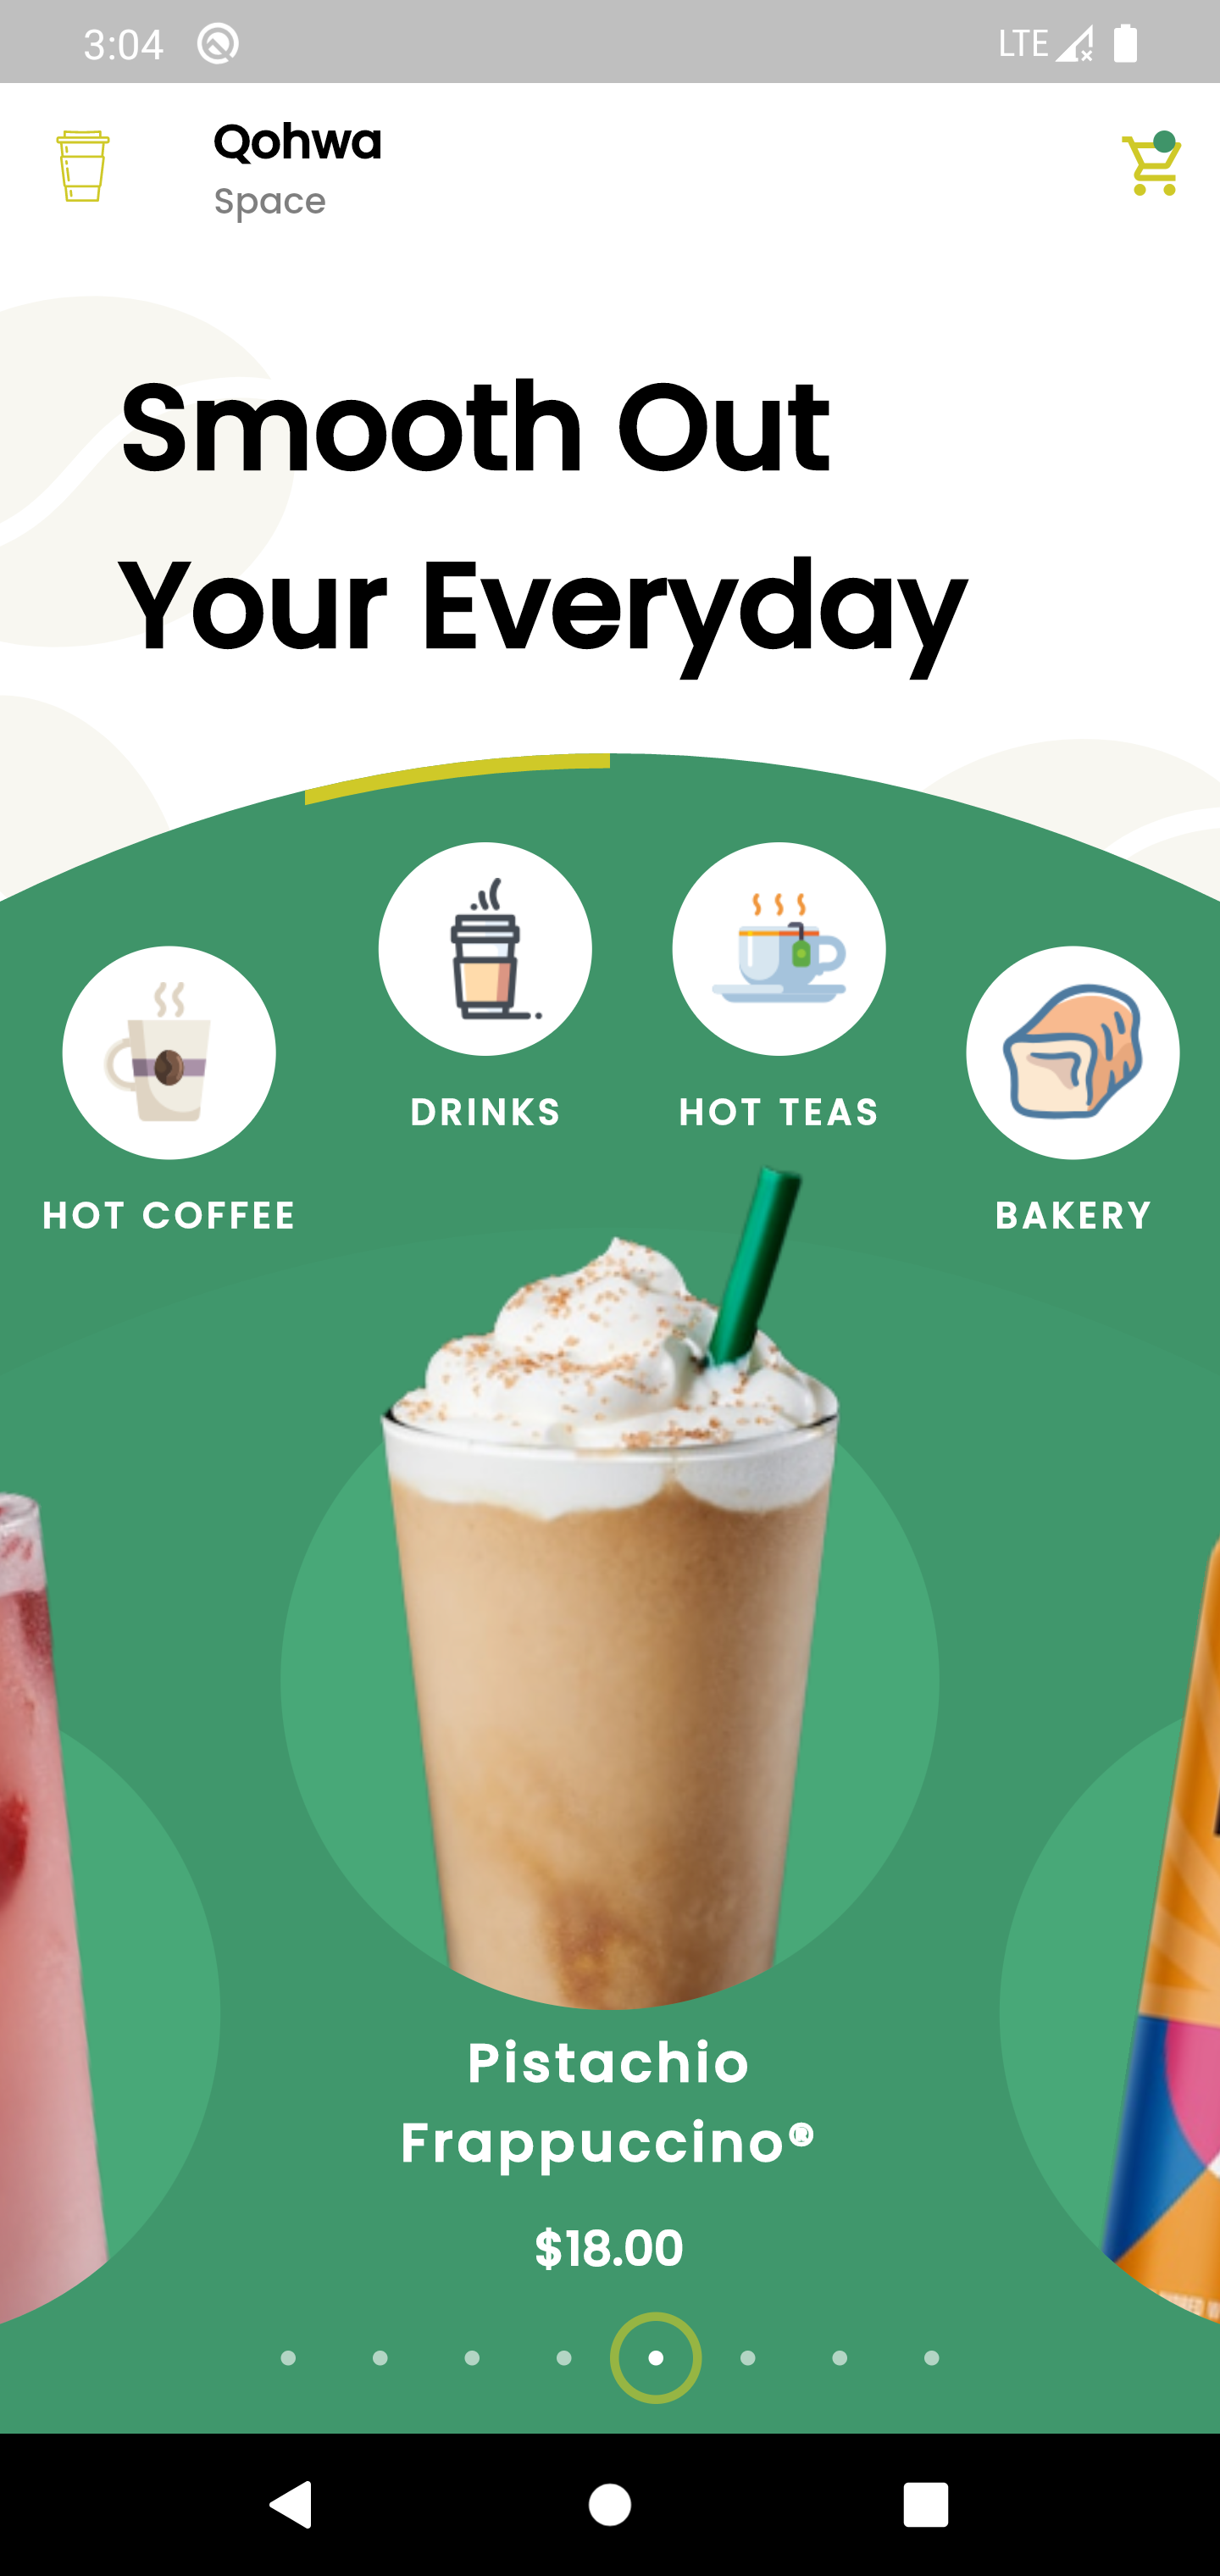 3:04
LTE
Qohwa
Space
Smooth Out
Your Everyday
DRINKS
HOT TEAS
HOT COFFEE
BAKERY
Pistachio
Frappuccino®
$18.00